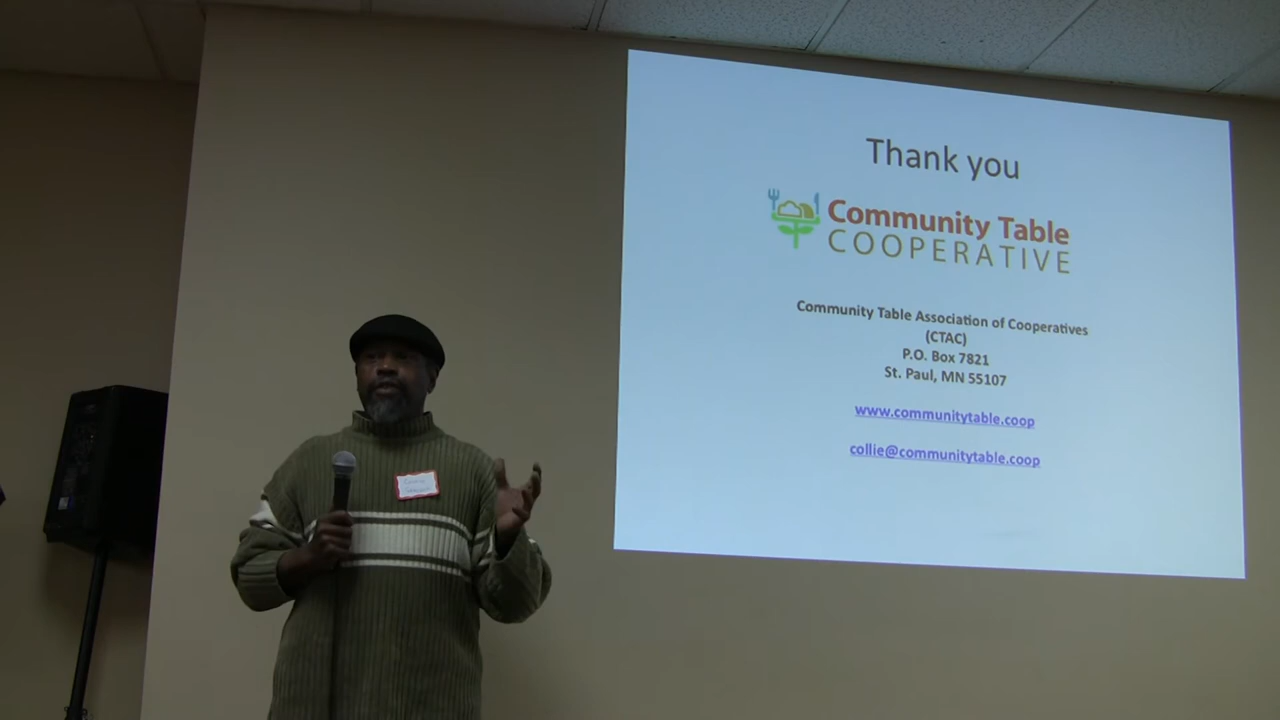 Thank you
Community Table
COOPERATIVE
Community Table Association of Cooperatives
(CTAC)
P.O. Box 7821
St. Paul, MN 55107
www.communitytable.coop
collie@communitytable.coop